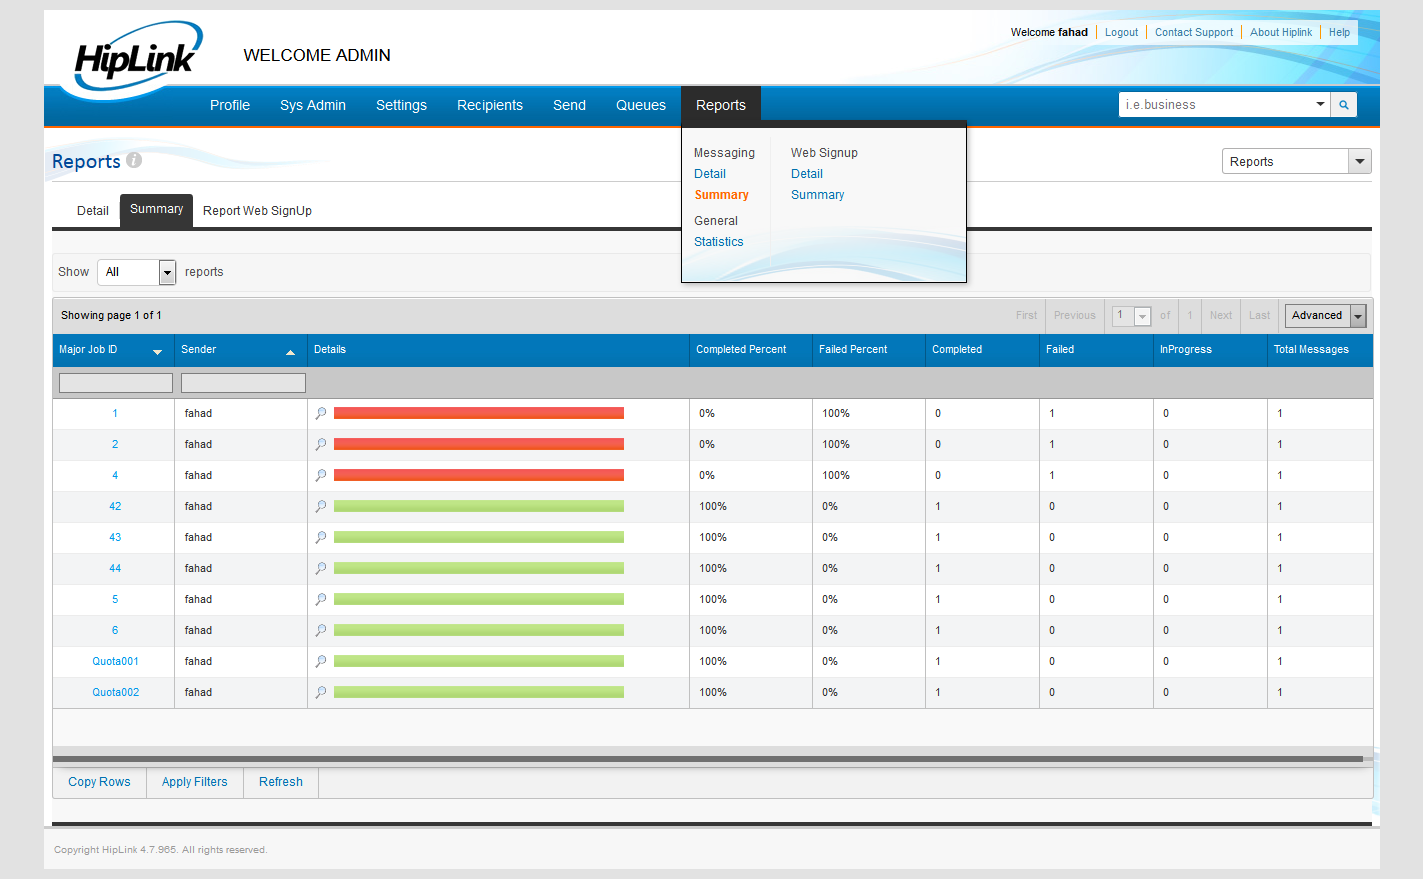 HipLink
WELCOME ADMIN
Welcome fahad Logout Contact Support About Hiplink Help
Profile Sys Admin Settings Recipients Send Queues Reports
i.e.business
Messaging Web Signup
Detail Detail
Summary Summary
General
Statistics
Reports
Reports
Detail Summary Report Web SignUp
Show All reports
Showing page 1 of 1 First Previous 1 of 1 Next Last Advanced
Major Job ID Sender Details Completed Percent Failed Percent Completed Failed InProgress Total Messages
1 fahad 0% 100% 0 1 0 1
2 fahad 0% 100% 0 1 0 1
4 fahad 0% 100% 0 1 0 1
42 fahad 100% 0% 1 0 0 1
43 fahad 100% 0% 1 0 0 1
44 fahad 100% 0% 1 0 0 1
5 fahad 100% 0% 1 0 0 1
6 fahad 100% 0% 1 0 0 1
Quota001 fahad 100% 0% 1 0 0 1
Quota002 fahad 100% 0% 1 0 0 1
Copy Rows Apply Filters Refresh
Copyright HipLink 4.7.965. All rights reserved.